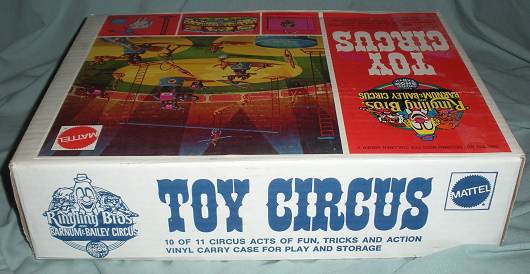 TOY
CIRCUS
Ringling Bros.
BARNUM & BAILEY CIRCUS
MATTEL
Ringling Bros
BARNUM & BAILEY CIRCUS
TOY CIRCUS
MATTEL
10 OF 11 CIRCUS ACTS OF FUN, TRICKS AND ACTION
VINYL CARRY CASE FOR PLAY AND STORAGE